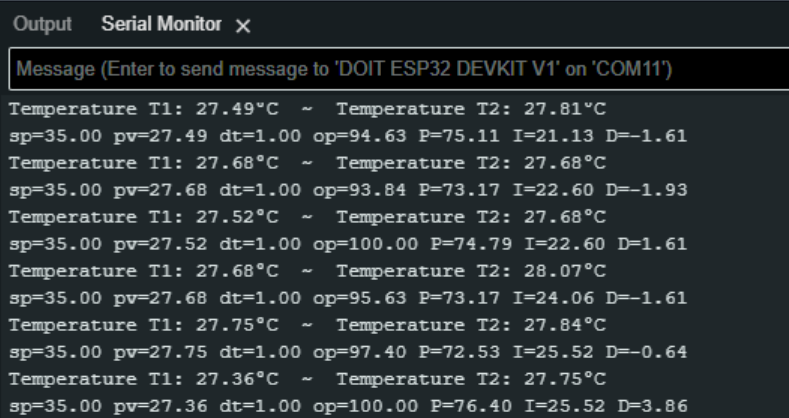 Output Serial Monitor ×
Message (Enter to send message to 'DOIT ESP32 DEVKIT V1' on 'COM11')
Temperature T1: 27.49°C ~ Temperature T2: 27.81°C
sp=35.00 pv=27.49 dt=1.00 op=94.63 P=75.11 I=21.13 D=-1.61
Temperature T1: 27.68°C ~ Temperature T2: 27.68°C
sp=35.00 pv=27.68 dt=1.00 op=93.84 P=73.17 I=22.60 D=-1.93
Temperature T1: 27.52°C ~ Temperature T2: 27.68°C
sp=35.00 pv=27.52 dt=1.00 op=100.00 P=74.79 I=22.60 D=1.61
Temperature T1: 27.68°C ~ Temperature T2: 28.07°C
sp=35.00 pv=27.68 dt=1.00 op=95.63 P=73.17 I=24.06 D=-1.61
Temperature T1: 27.75°C ~ Temperature T2: 27.84°C
sp=35.00 pv=27.75 dt=1.00 op=97.40 P=72.53 I=25.52 D=-0.64
Temperature T1: 27.36°C ~ Temperature T2: 27.75°C
sp=35.00 pv=27.36 dt=1.00 op=100.00 P=76.40 I=25.52 D=3.86